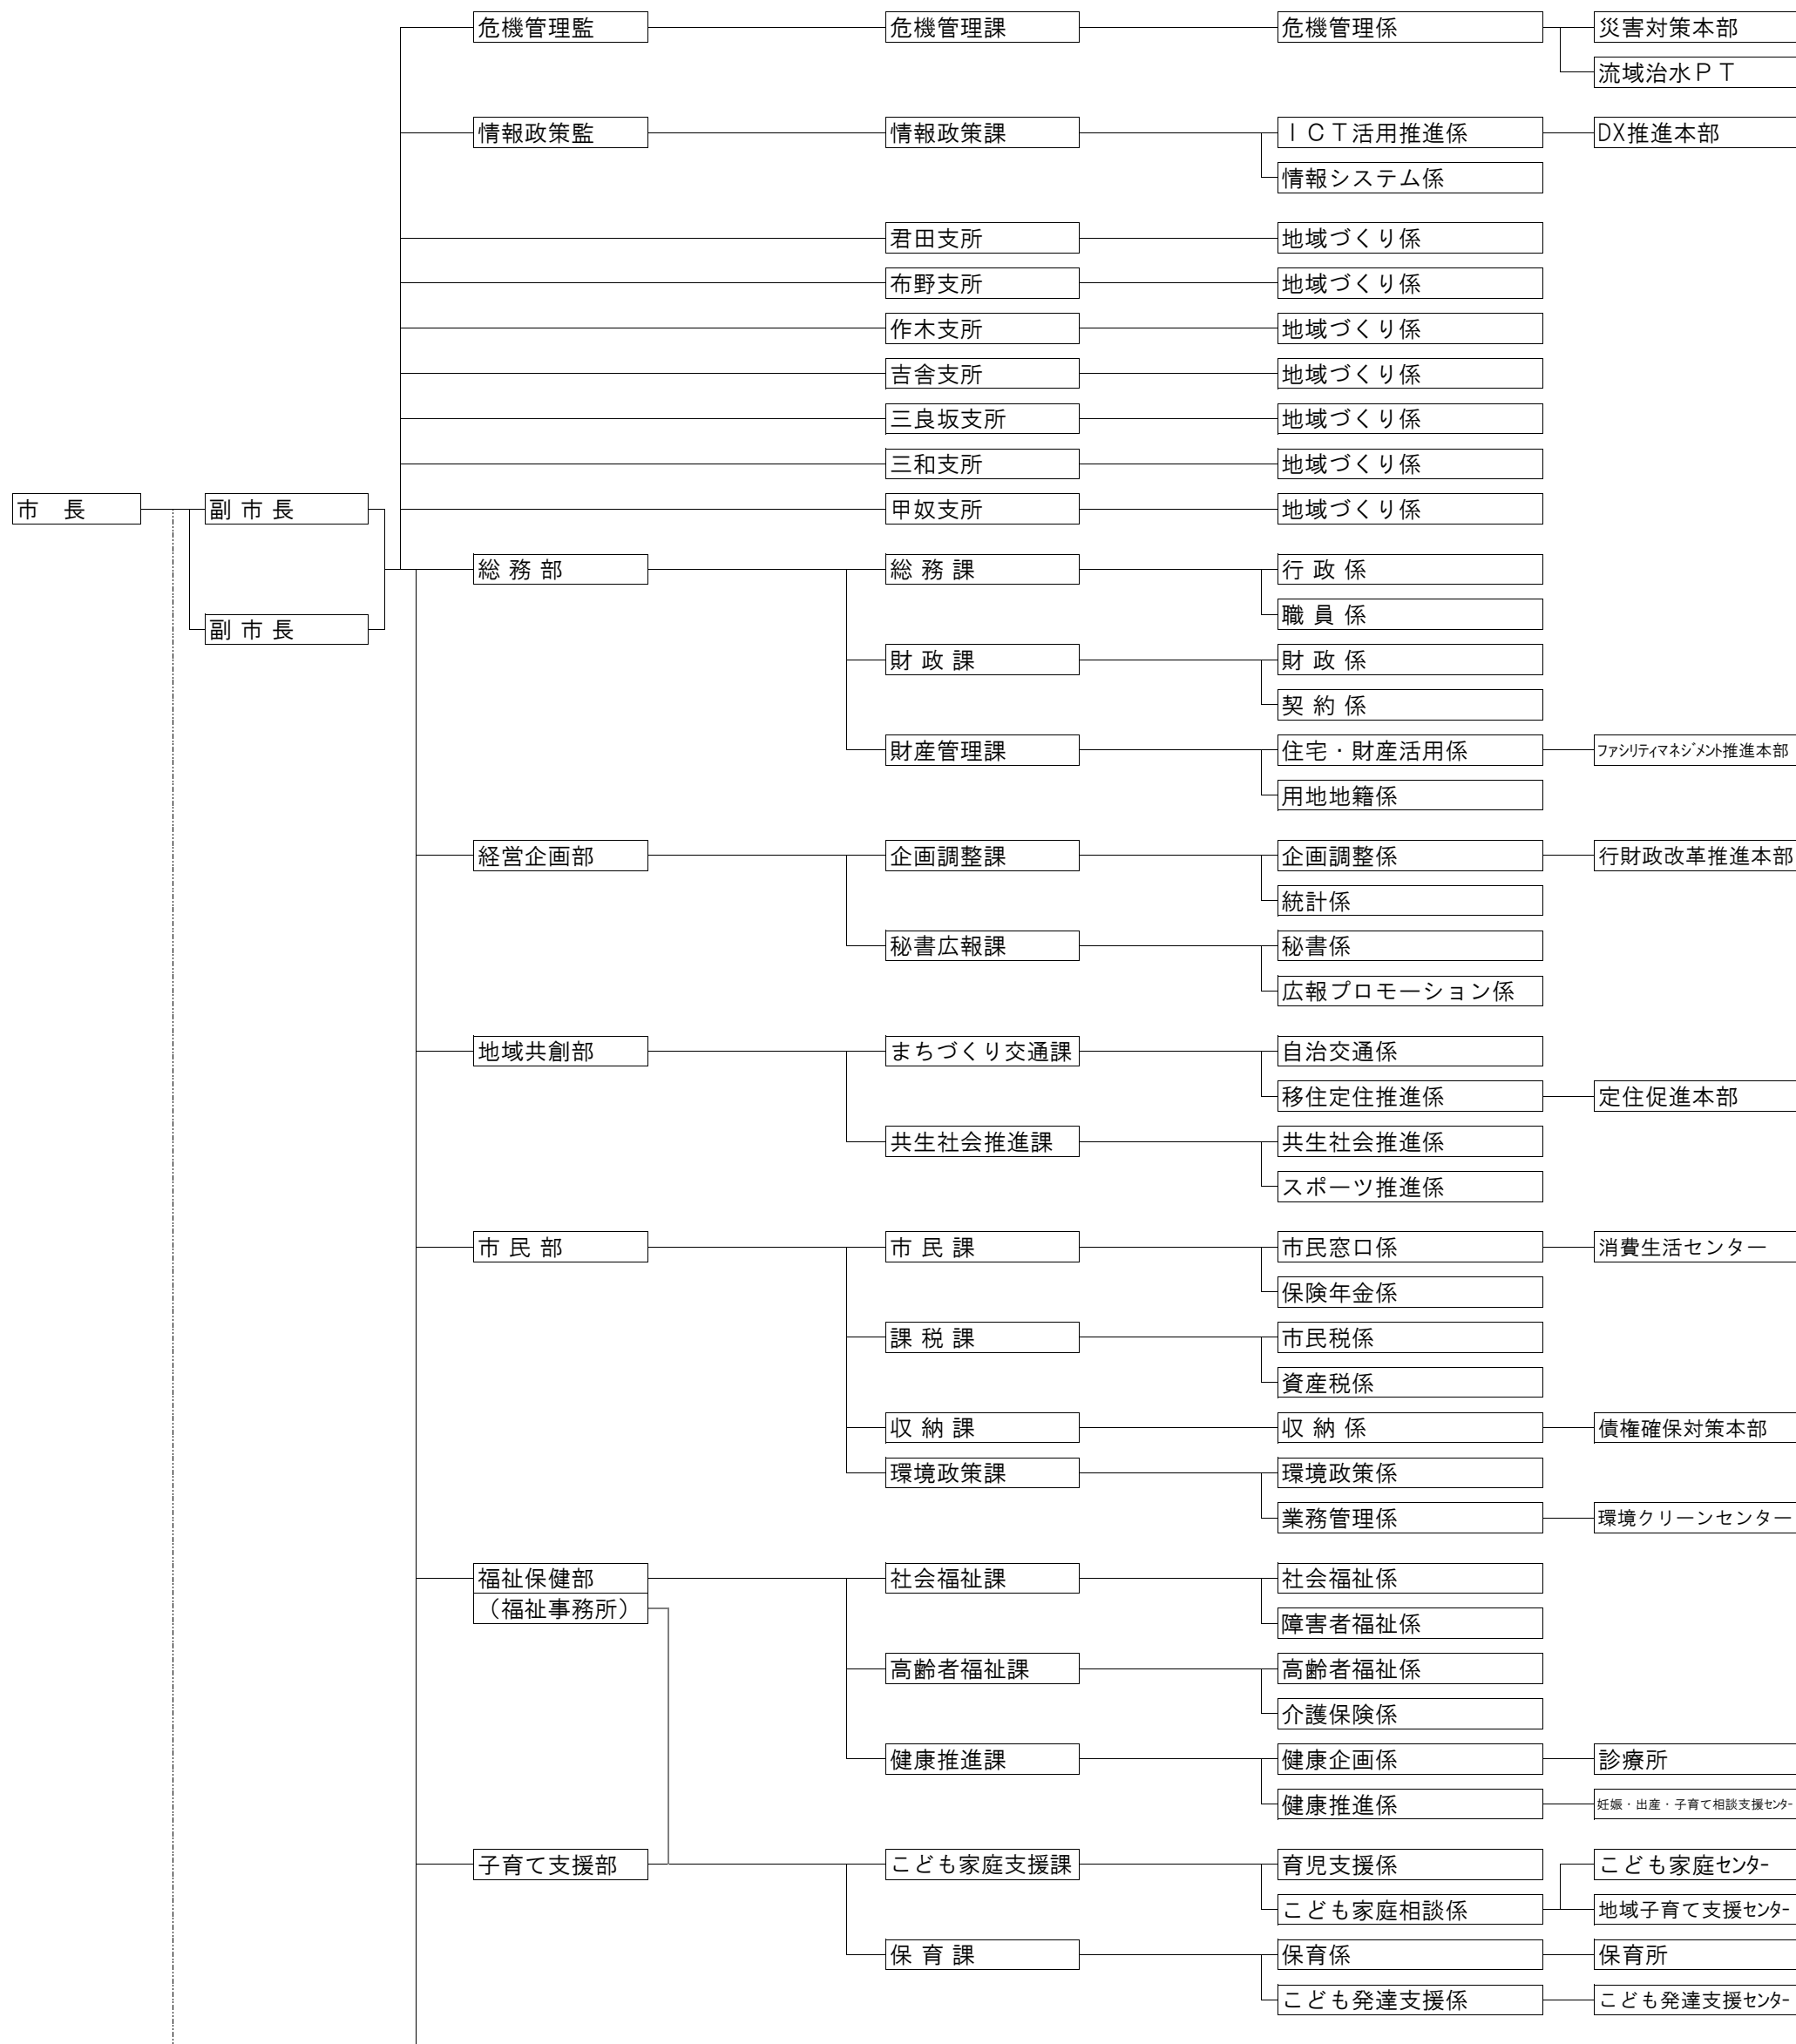 危機管理監 危機管理課 危機管理係 災害対策本部
流域治水ＰＴ
情報政策監 情報政策課 ＩＣＴ活用推進係 DX推進本部
情報システム係
君田支所 地域づくり係
布野支所 地域づくり係
作木支所 地域づくり係
吉舎支所 地域づくり係
三良坂支所 地域づくり係
三和支所 地域づくり係
市　長 副 市 長 甲奴支所 地域づくり係
総 務 部 総 務 課 行 政 係
副 市 長 職 員 係
財 政 課 財 政 係
契 約 係
財産管理課 住宅・財産活用係 ﾌｧｼﾘﾃｨﾏﾈｼﾞﾒﾝﾄ推進本部
用地地籍係
経営企画部 企画調整課 企画調整係 行財政改革推進本部
統計係
秘書広報課 秘書係
広報プロモーション係
地域共創部 まちづくり交通課 自治交通係
移住定住推進係 定住促進本部
共生社会推進課 共生社会推進係
スポーツ推進係
市 民 部 市 民 課 市民窓口係 消費生活センター
保険年金係
課 税 課 市民税係
資産税係
収 納 課 収 納 係 債権確保対策本部
環境政策課 環境政策係
業務管理係 環境クリーンセンター
福祉保健部 社会福祉課 社会福祉係
（福祉事務所） 障害者福祉係
高齢者福祉課 高齢者福祉係
介護保険係
健康推進課 健康企画係 診療所
健康推進係 妊娠・出産・子育て相談支援ｾﾝﾀｰ
子育て支援部 こども家庭支援課 育児支援係 こども家庭ｾﾝﾀｰ
こども家庭相談係 地域子育て支援ｾﾝﾀｰ
保 育 課 保育係 保育所
こども発達支援係 こども発達支援ｾﾝﾀｰ